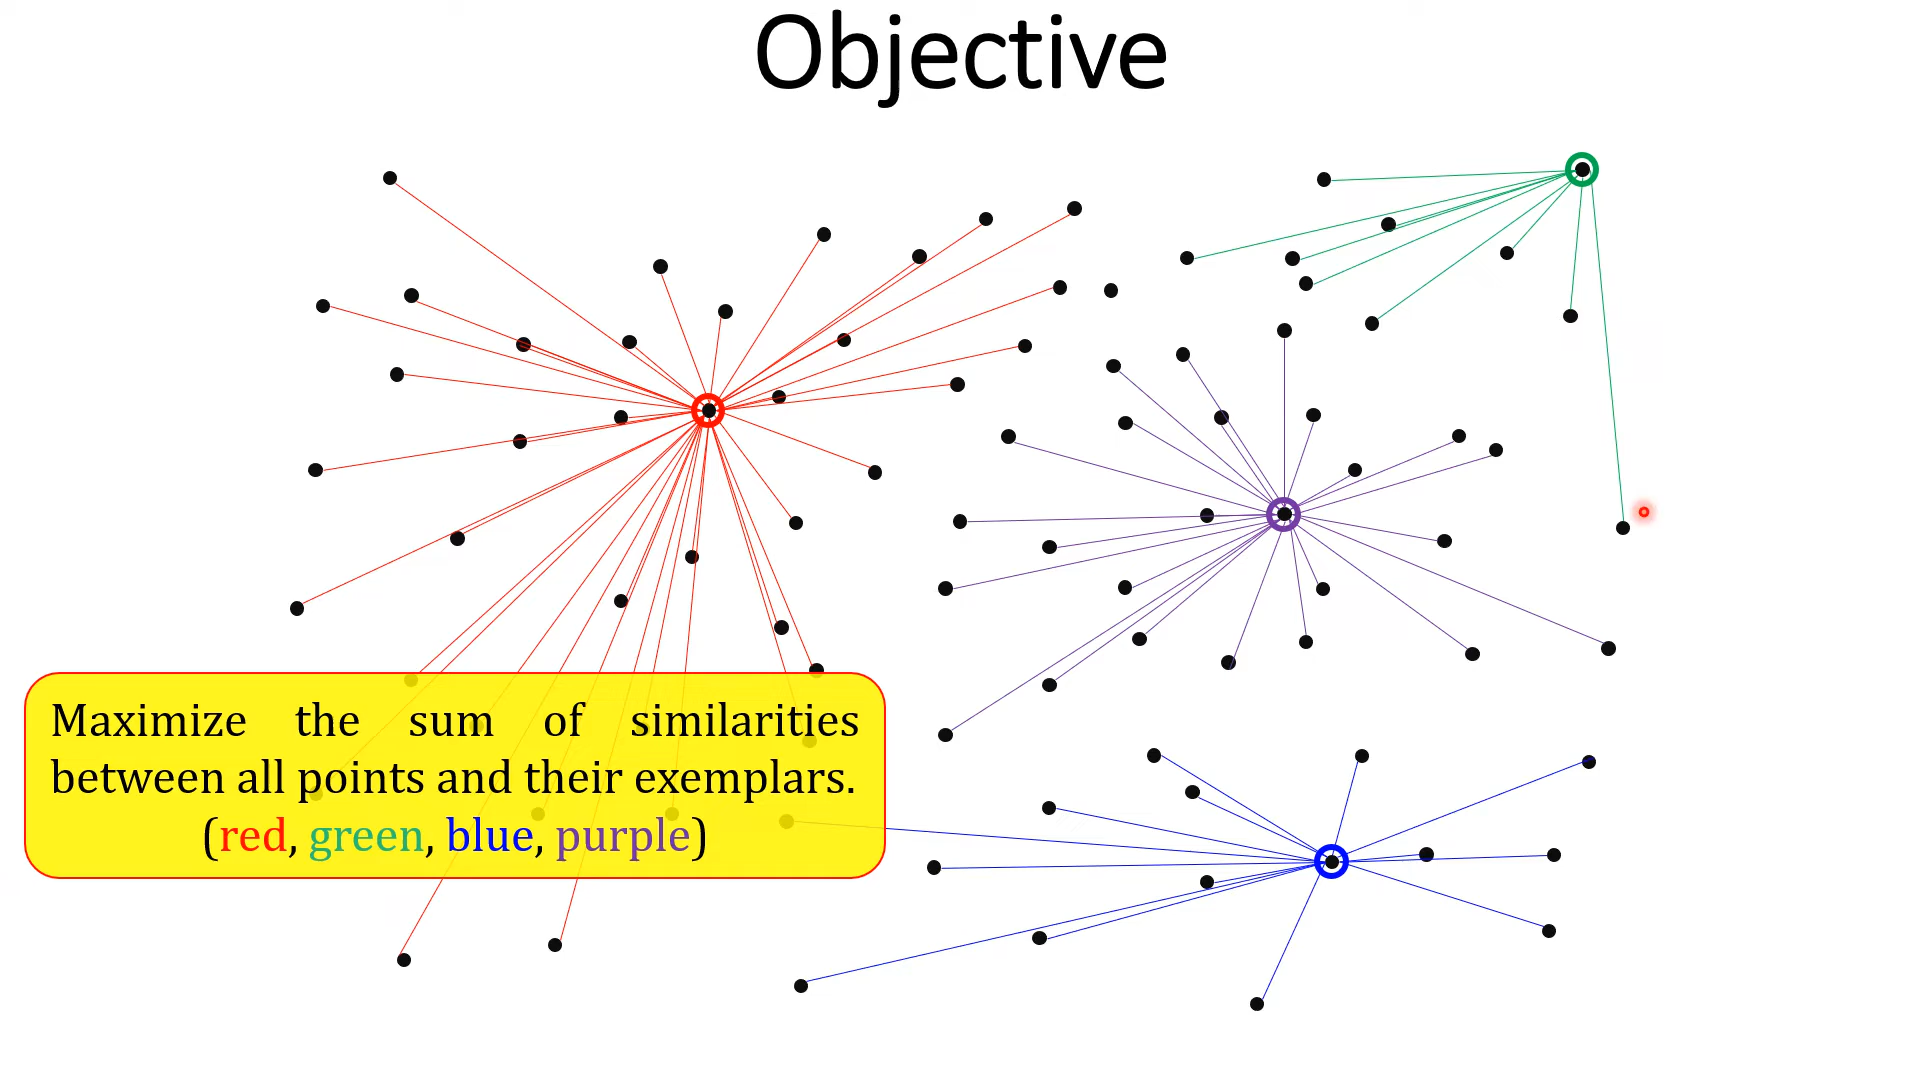 Objective
Maximize the sum of similarities
between all points and their exemplars.
(red, green, blue, purple)